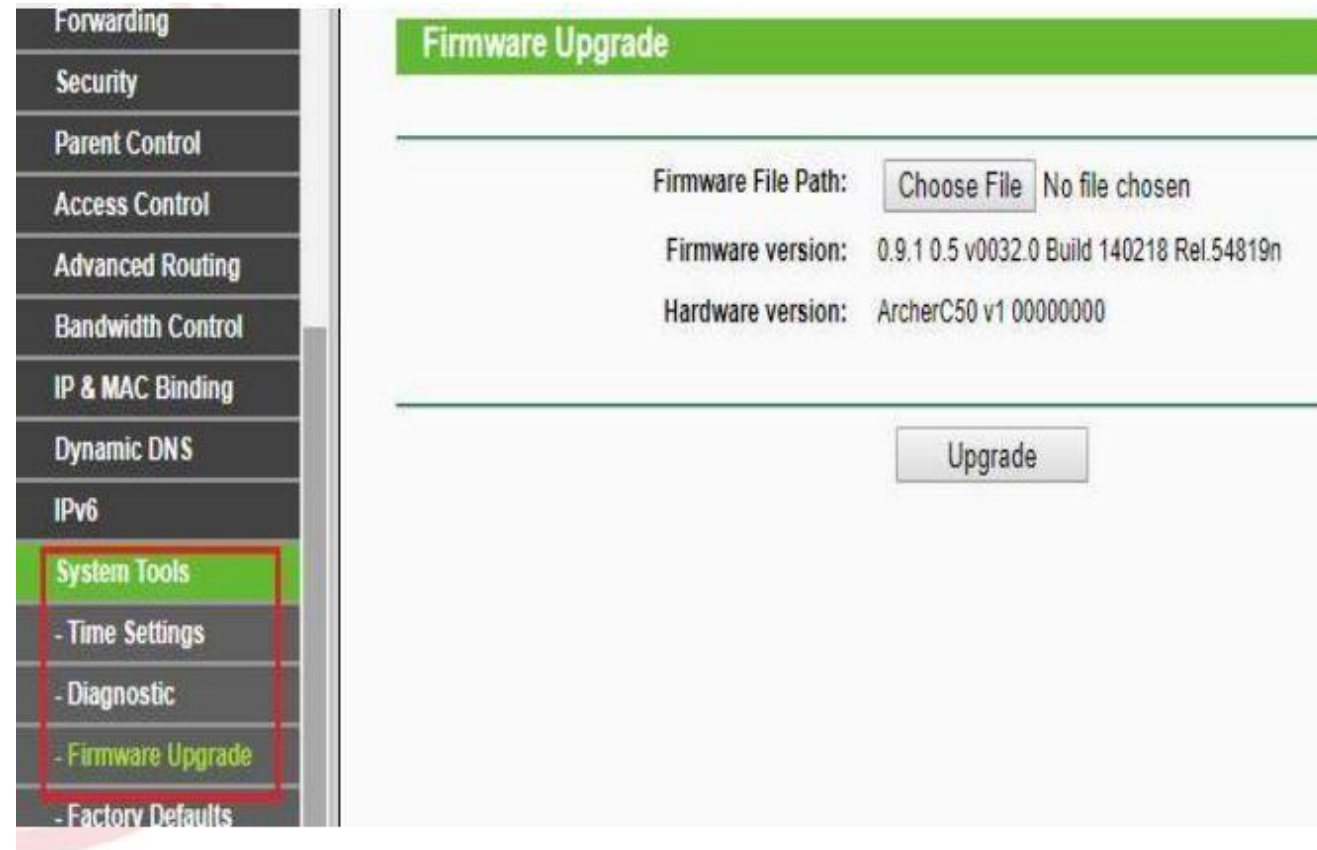 Forwarding
Security
Parent Control
Access Control
Advanced Routing
Bandwidth Control
IP & MAC Binding
Dynamic DNS
IPv6
System Tools
- Time Settings
- Diagnostic
- Firmware Upgrade
- Factory Defaults
Firmware Upgrade
Firmware File Path: Choose File No file chosen
Firmware version: 0.9.1 0.5 v0032.0 Build 140218 Rel.54819n
Hardware version: ArcherC50 v1 00000000
Upgrade